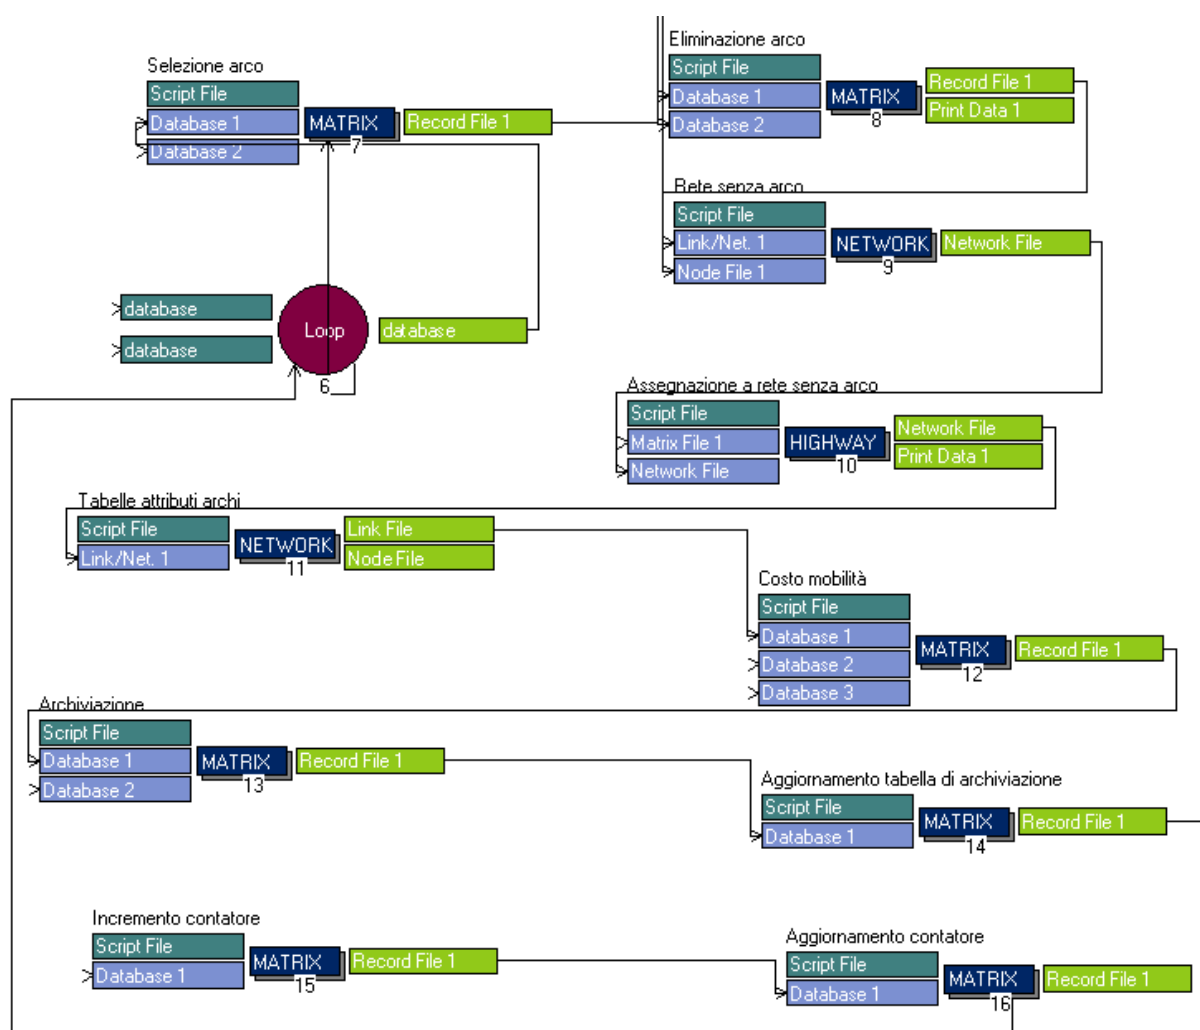 Selezione arco
Script File
Database 1
Database 2
MATRIX
7
Record File 1
Eliminazione arco
Script File
Database 1
Database 2
MATRIX
8
Record File 1
Print Data 1
Rete senza arco
Script File
Link/Net. 1
Node File 1
NETWORK
9
Network File
database
database
Loop
6
database
Assegnazione a rete senza arco
Script File
Matrix File 1
Network File
HIGHWAY
10
Network File
Print Data 1
Tabelle attributi archi
Script File
Link/Net. 1
NETWORK
11
Link File
Node File
Costo mobilità
Script File
Database 1
Database 2
Database 3
MATRIX
12
Record File 1
Archiviazione
Script File
Database 1
Database 2
MATRIX
13
Record File 1
Aggiornamento tabella di archiviazione
Script File
Database 1
MATRIX
14
Record File 1
Incremento contatore
Script File
Database 1
MATRIX
15
Record File 1
Aggiornamento contatore
Script File
Database 1
MATRIX
16
Record File 1